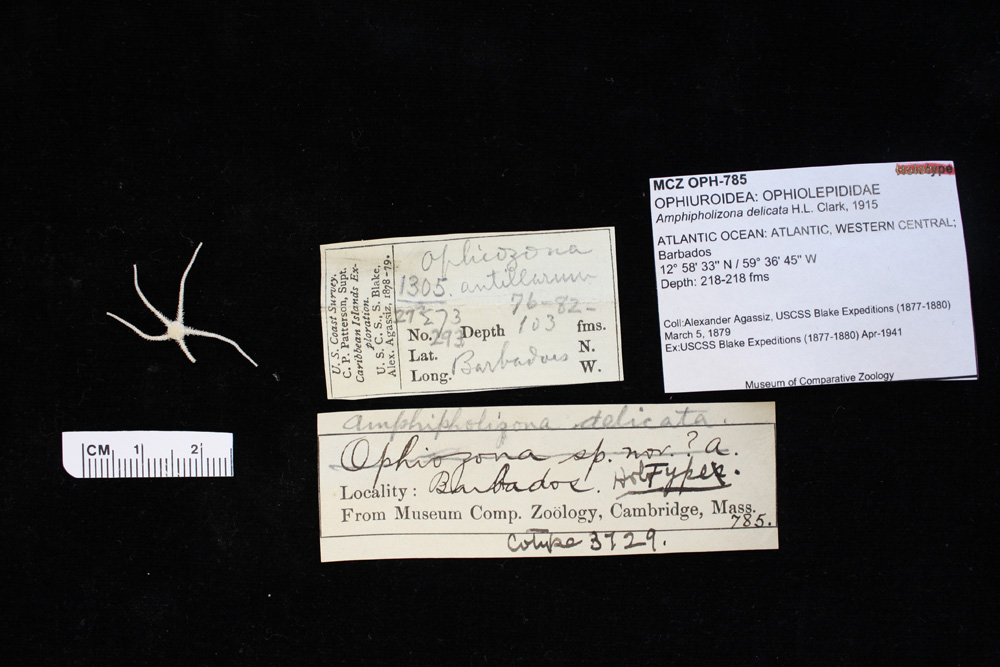 MCZ OPH-785
OPHIUROIDEA: OPHIOLEPIDIDAE
Amphipholizona delicata H.L. Clark, 1915
ATLANTIC OCEAN: ATLANTIC, WESTERN CENTRAL;
Barbados
12° 58' 33" N / 59° 36' 45" W
Depth: 218-218 fms
Coll:Alexander Agassiz, USCSS Blake Expeditions (1877-1880)
March 5, 1879
Ex:USCSS Blake Expeditions (1877-1880) Apr-1941
Museum of Comparative Zoology
U. S. Coast Survey,
C. P. Patterson, Supt.
Caribbean Islands Ex-
ploration.
U. S. C. S., S. Blake,
Alex. Agassiz, 1878-79.
Ophiozona
1305. antillarum
76-82-
273
No. 293 Depth 103 fms.
Lat. Barbados N.
Long. W.
Amphipholizona delicata.
Ophiozona sp. nov. ? a.
Locality: Barbados. HoloType.
From Museum Comp. Zoölogy, Cambridge, Mass.
785.
Cotype 3729.
CM 1 2